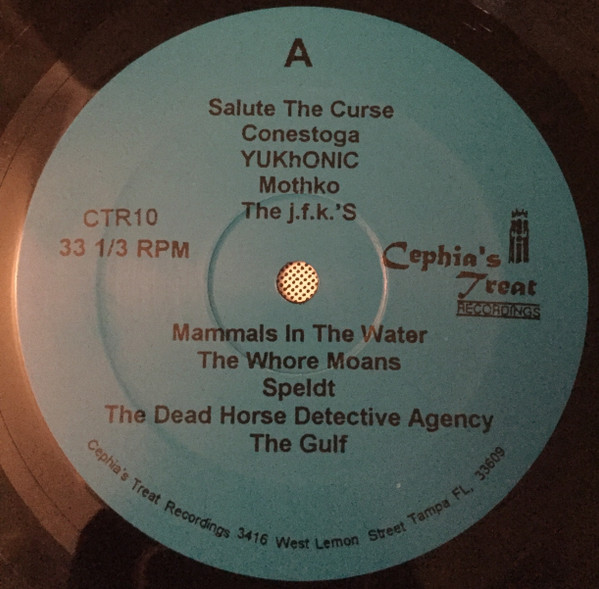 A
Salute The Curse
Conestoga
YUKhONIC
Mothko
The j.f.k.'S
CTR10
33 1/3 RPM
Cephia's
Treat
RECORDINGS
Mammals In The Water
The Whore Moans
Speldt
The Dead Horse Detective Agency
The Gulf
Cephia's Treat Recordings 3416 West Lemon Street Tampa FL, 33609